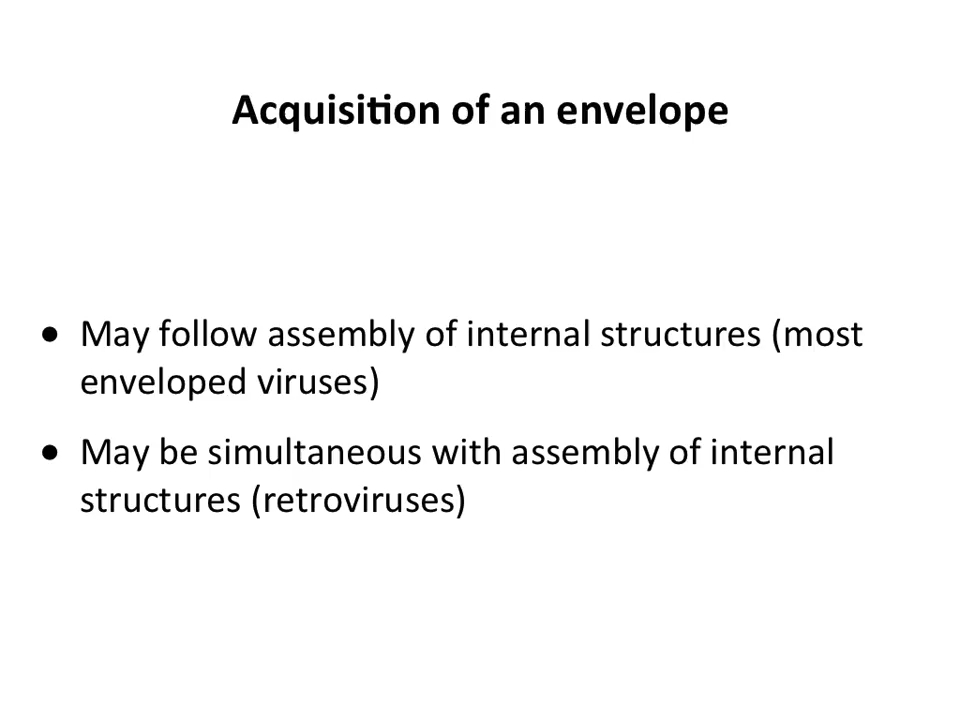 Acquisition of an envelope
• May follow assembly of internal structures (most
enveloped viruses)
• May be simultaneous with assembly of internal
structures (retroviruses)